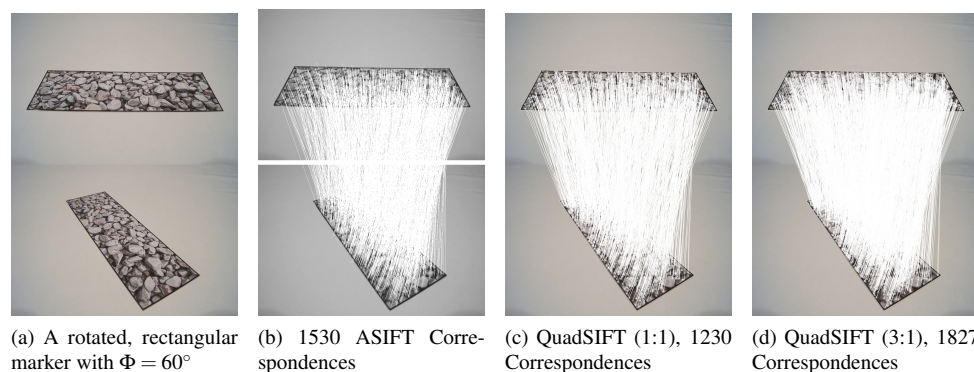 (a) A rotated, rectangular
marker with Φ = 60°
(b) 1530 ASIFT Corre-
spondences
(c) QuadSIFT (1:1), 1230
Correspondences
(d) QuadSIFT (3:1), 1827
Correspondences